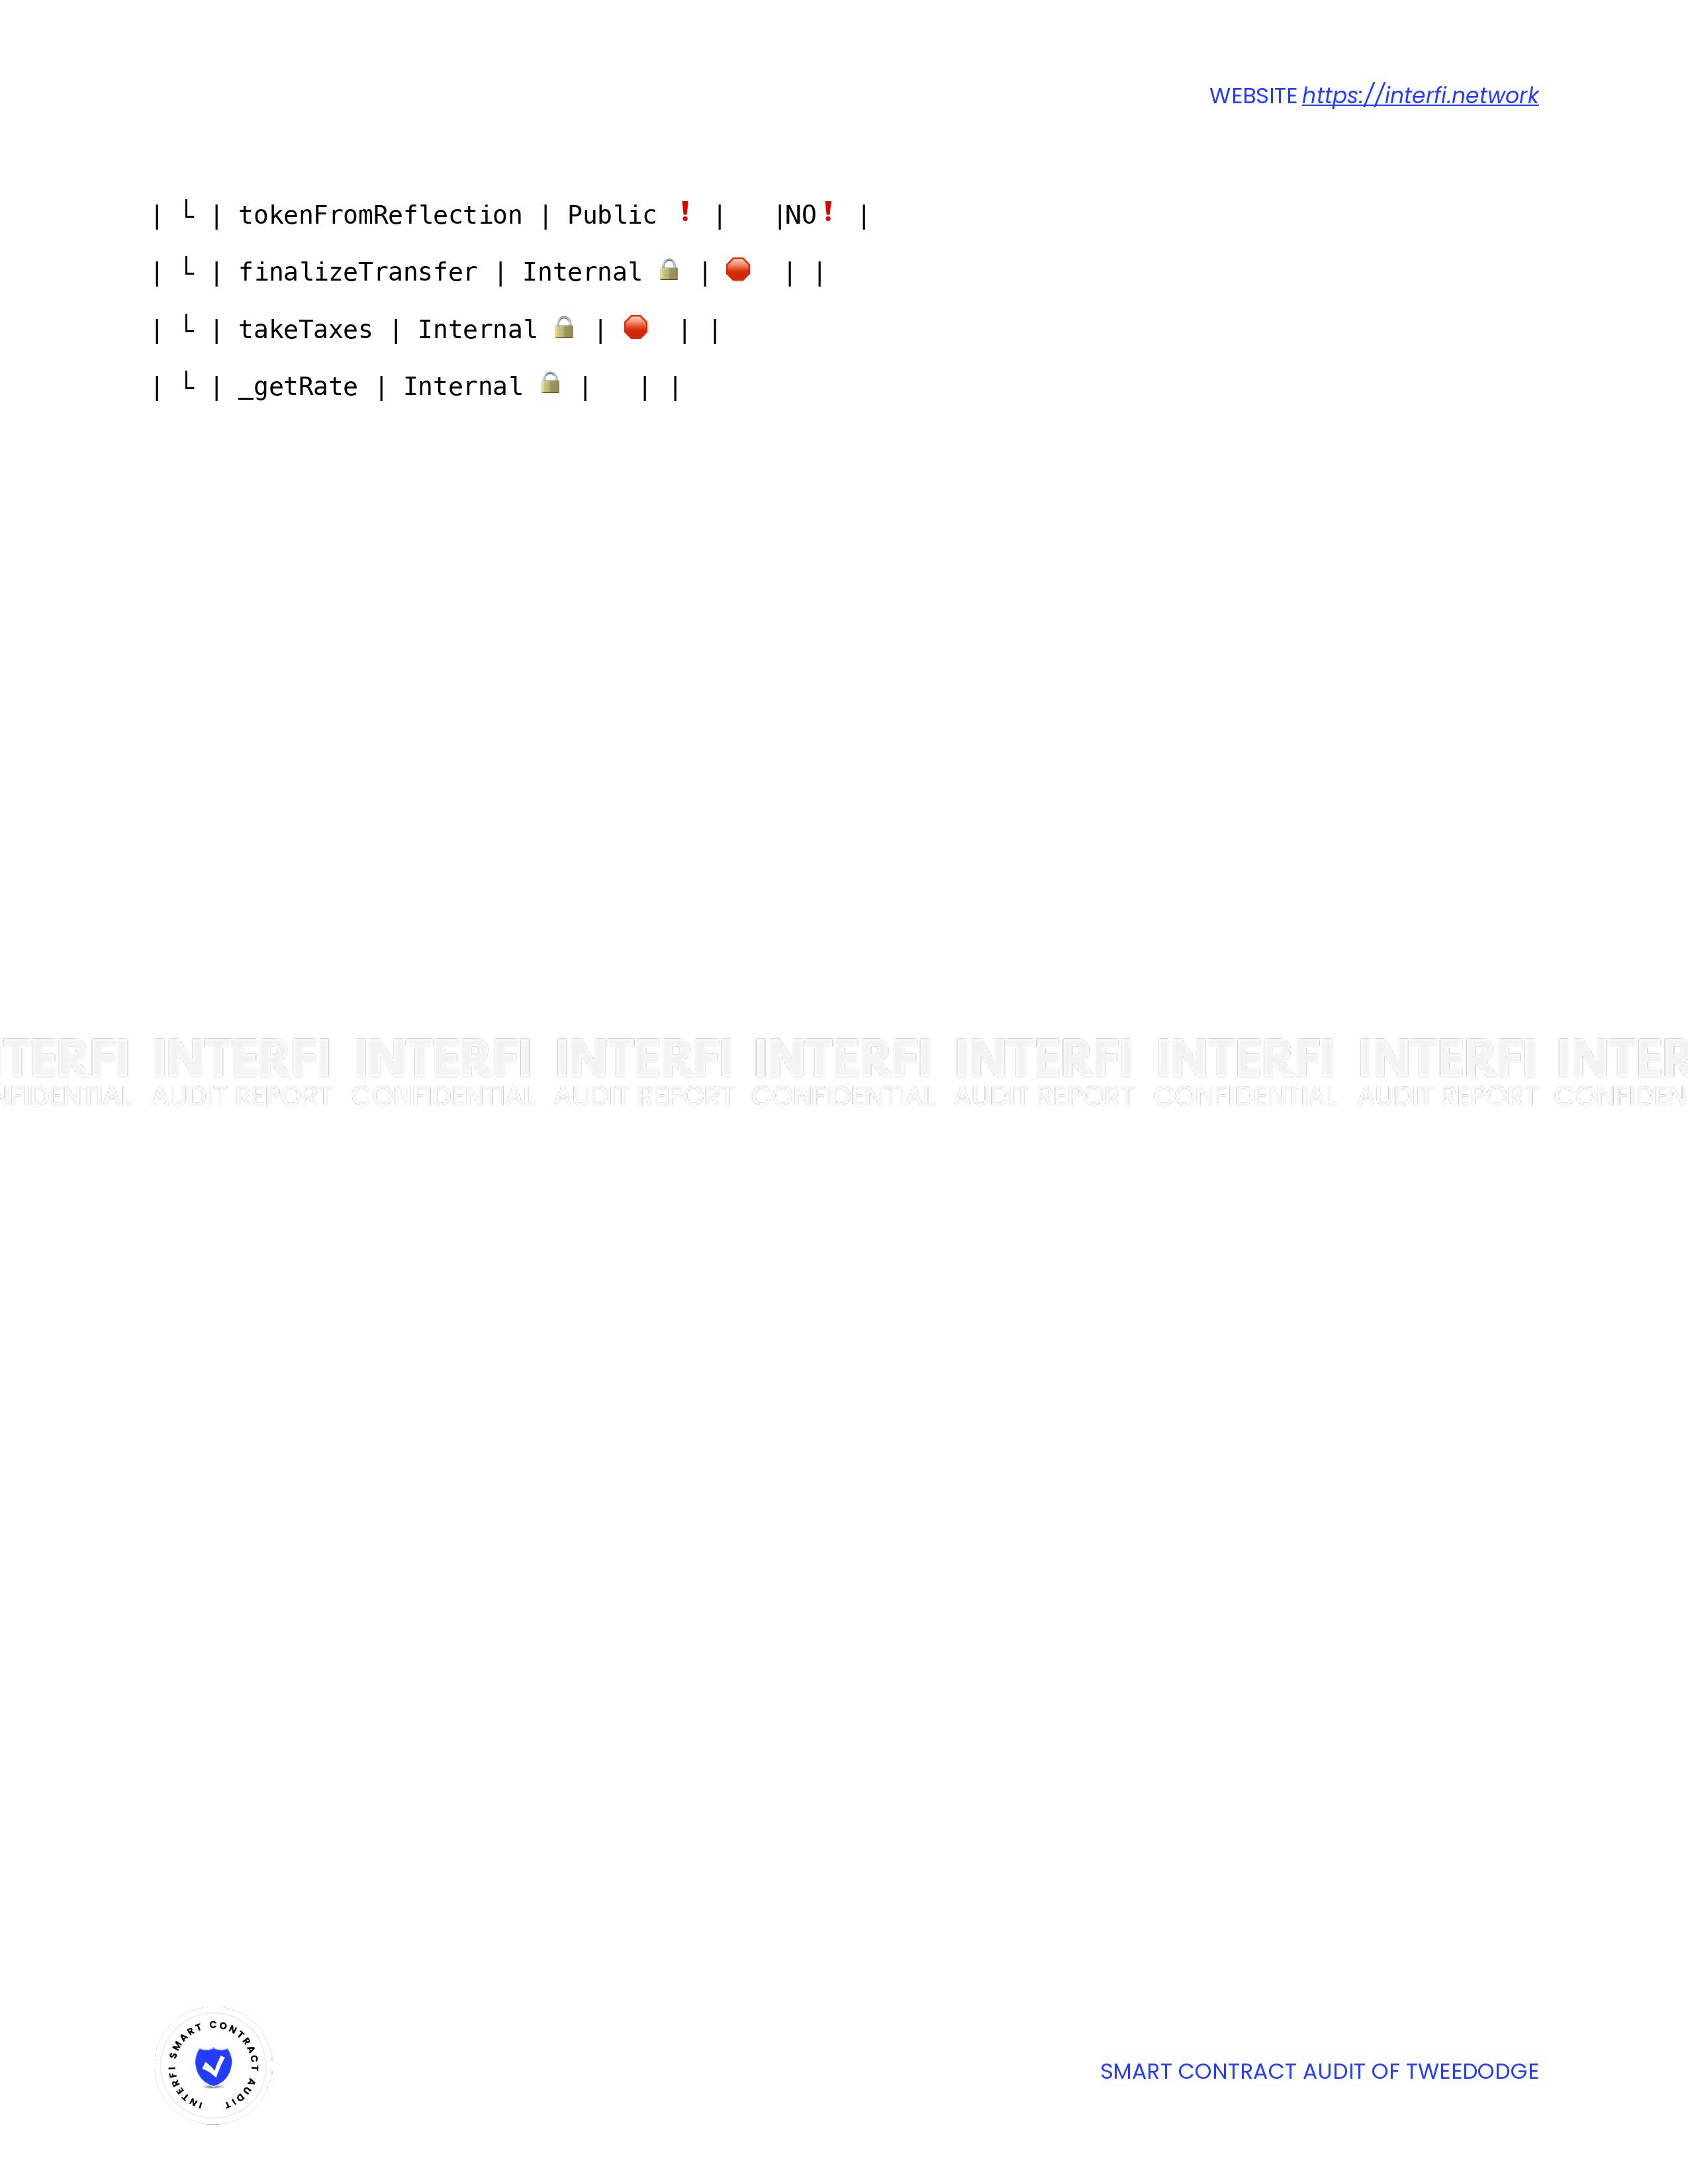 WEBSITE https://interfi.network
| └ | tokenFromReflection | Public ❗ |   |NO❗ |
| └ | finalizeTransfer | Internal 🔒 | 🛑  | |
| └ | takeTaxes | Internal 🔒 | 🛑  | |
| └ | _getRate | Internal 🔒 |   | |
TERFI INTERFI INTERFI INTERFI INTERFI INTERFI INTERFI INTERFI INTER
NFIDENTIAL AUDIT REPORT CONFIDENTIAL AUDIT REPORT CONFIDENTIAL AUDIT REPORT CONFIDENTIAL AUDIT REPORT CONFIDEN
INTERFI SMART CONTRACT AUDIT
SMART CONTRACT AUDIT OF TWEEDODGE